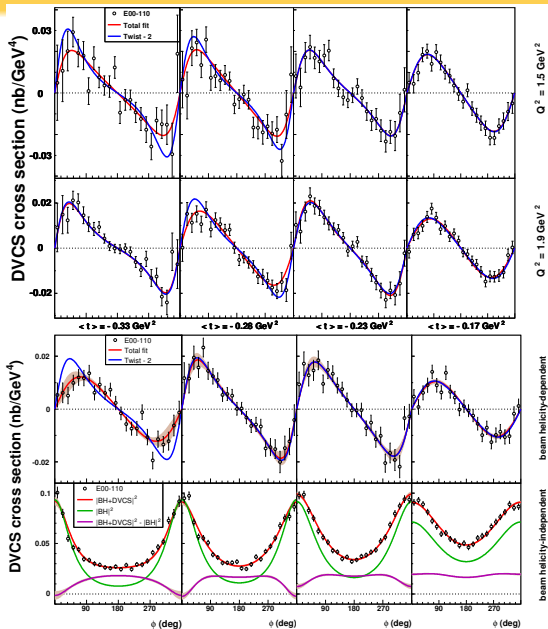 0.03
0
-0.03
E00-110
Total fit
Twist - 2
DVCS cross section (nb/GeV⁴)
Q² = 1.5 GeV²
0.02
0
-0.02
Q² = 1.9 GeV²
< t > = - 0.33 GeV²
< t > = - 0.28 GeV²
< t > = - 0.23 GeV²
< t > = - 0.17 GeV²
DVCS cross section (nb/GeV⁴)
0.02
0
-0.02
E00-110
Total fit
Twist - 2
beam helicity-dependent
0.1
0.05
0
E00-110
|BH+DVCS|²
|BH|²
|BH+DVCS|² - |BH|²
beam helicity-independent
90 180 270 90 180 270 90 180 270 90 180 270
ϕ (deg) ϕ (deg) ϕ (deg) ϕ (deg)